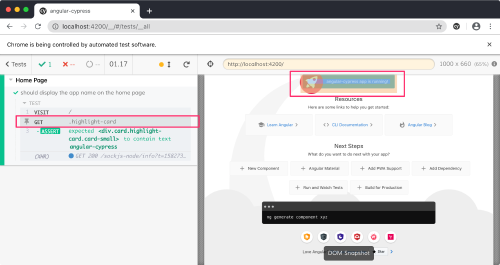 angular-cypress
localhost:4200/__/#/tests/__all
Chrome is being controlled by automated test software.
Tests
1
--
--
01.17
http://localhost:4200/
1000 x 660 (66%)
Home Page
should display the app name on the home page
TEST
VISIT /
GET .highlight-card
- ASSERT expected <div.card.highlight-
card.card-small> to contain text
angular-cypress
(XHR) GET 200 /sockjs-node/info?t=158273...
angular-cypress app is running!
Resources
Here are some links to help you get started:
Learn Angular
CLI Documentation
Angular Blog
Next Steps
What do you want to do next with your app?
New Component
Angular Material
Add PWA Support
Add Dependency
Run and Watch Tests
Build for Production
ng generate component xyz
Love Angular
Star
DOM Snapshot